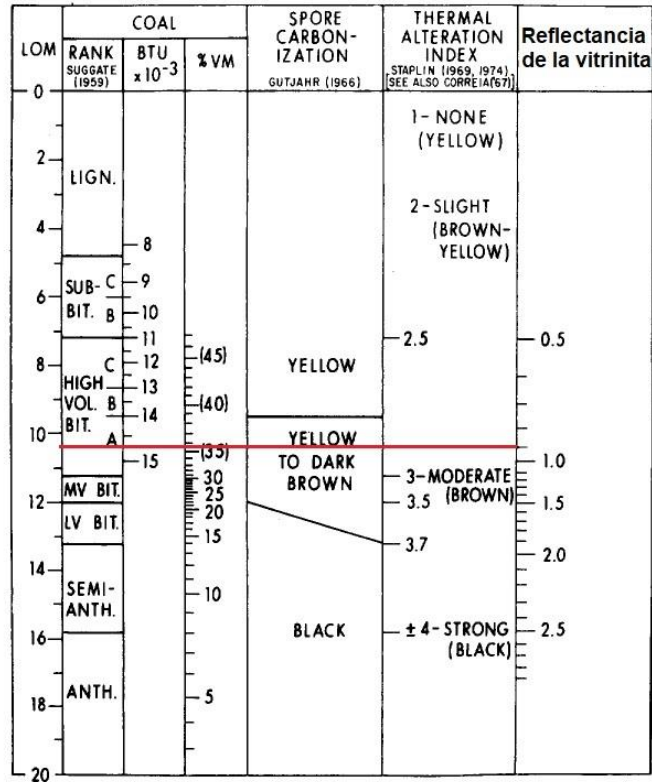 LOM
COAL
RANK
SUGGATE
(1959)
BTU
x10⁻³
% VM
SPORE
CARBON-
IZATION
GUTJAHR (1966)
THERMAL
ALTERATION
INDEX
STAPLIN (1969, 1974)
[SEE ALSO CORREIA('67)]
Reflectancia
de la vitrinita
0
2
4
6
8
10
12
14
16
18
20
LIGN.
SUB-
BIT.
C
B
HIGH
VOL.
BIT.
C
B
A
MV BIT.
LV BIT.
SEMI-
ANTH.
ANTH.
8
9
10
11
12
13
14
15
(45)
(40)
(35)
30
25
20
15
10
5
YELLOW
YELLOW
TO DARK
BROWN
BLACK
1- NONE
(YELLOW)
2- SLIGHT
(BROWN-
YELLOW)
2.5
3-MODERATE
(BROWN)
3.5
3.7
±4-STRONG
(BLACK)
0.5
1.0
1.5
2.0
2.5